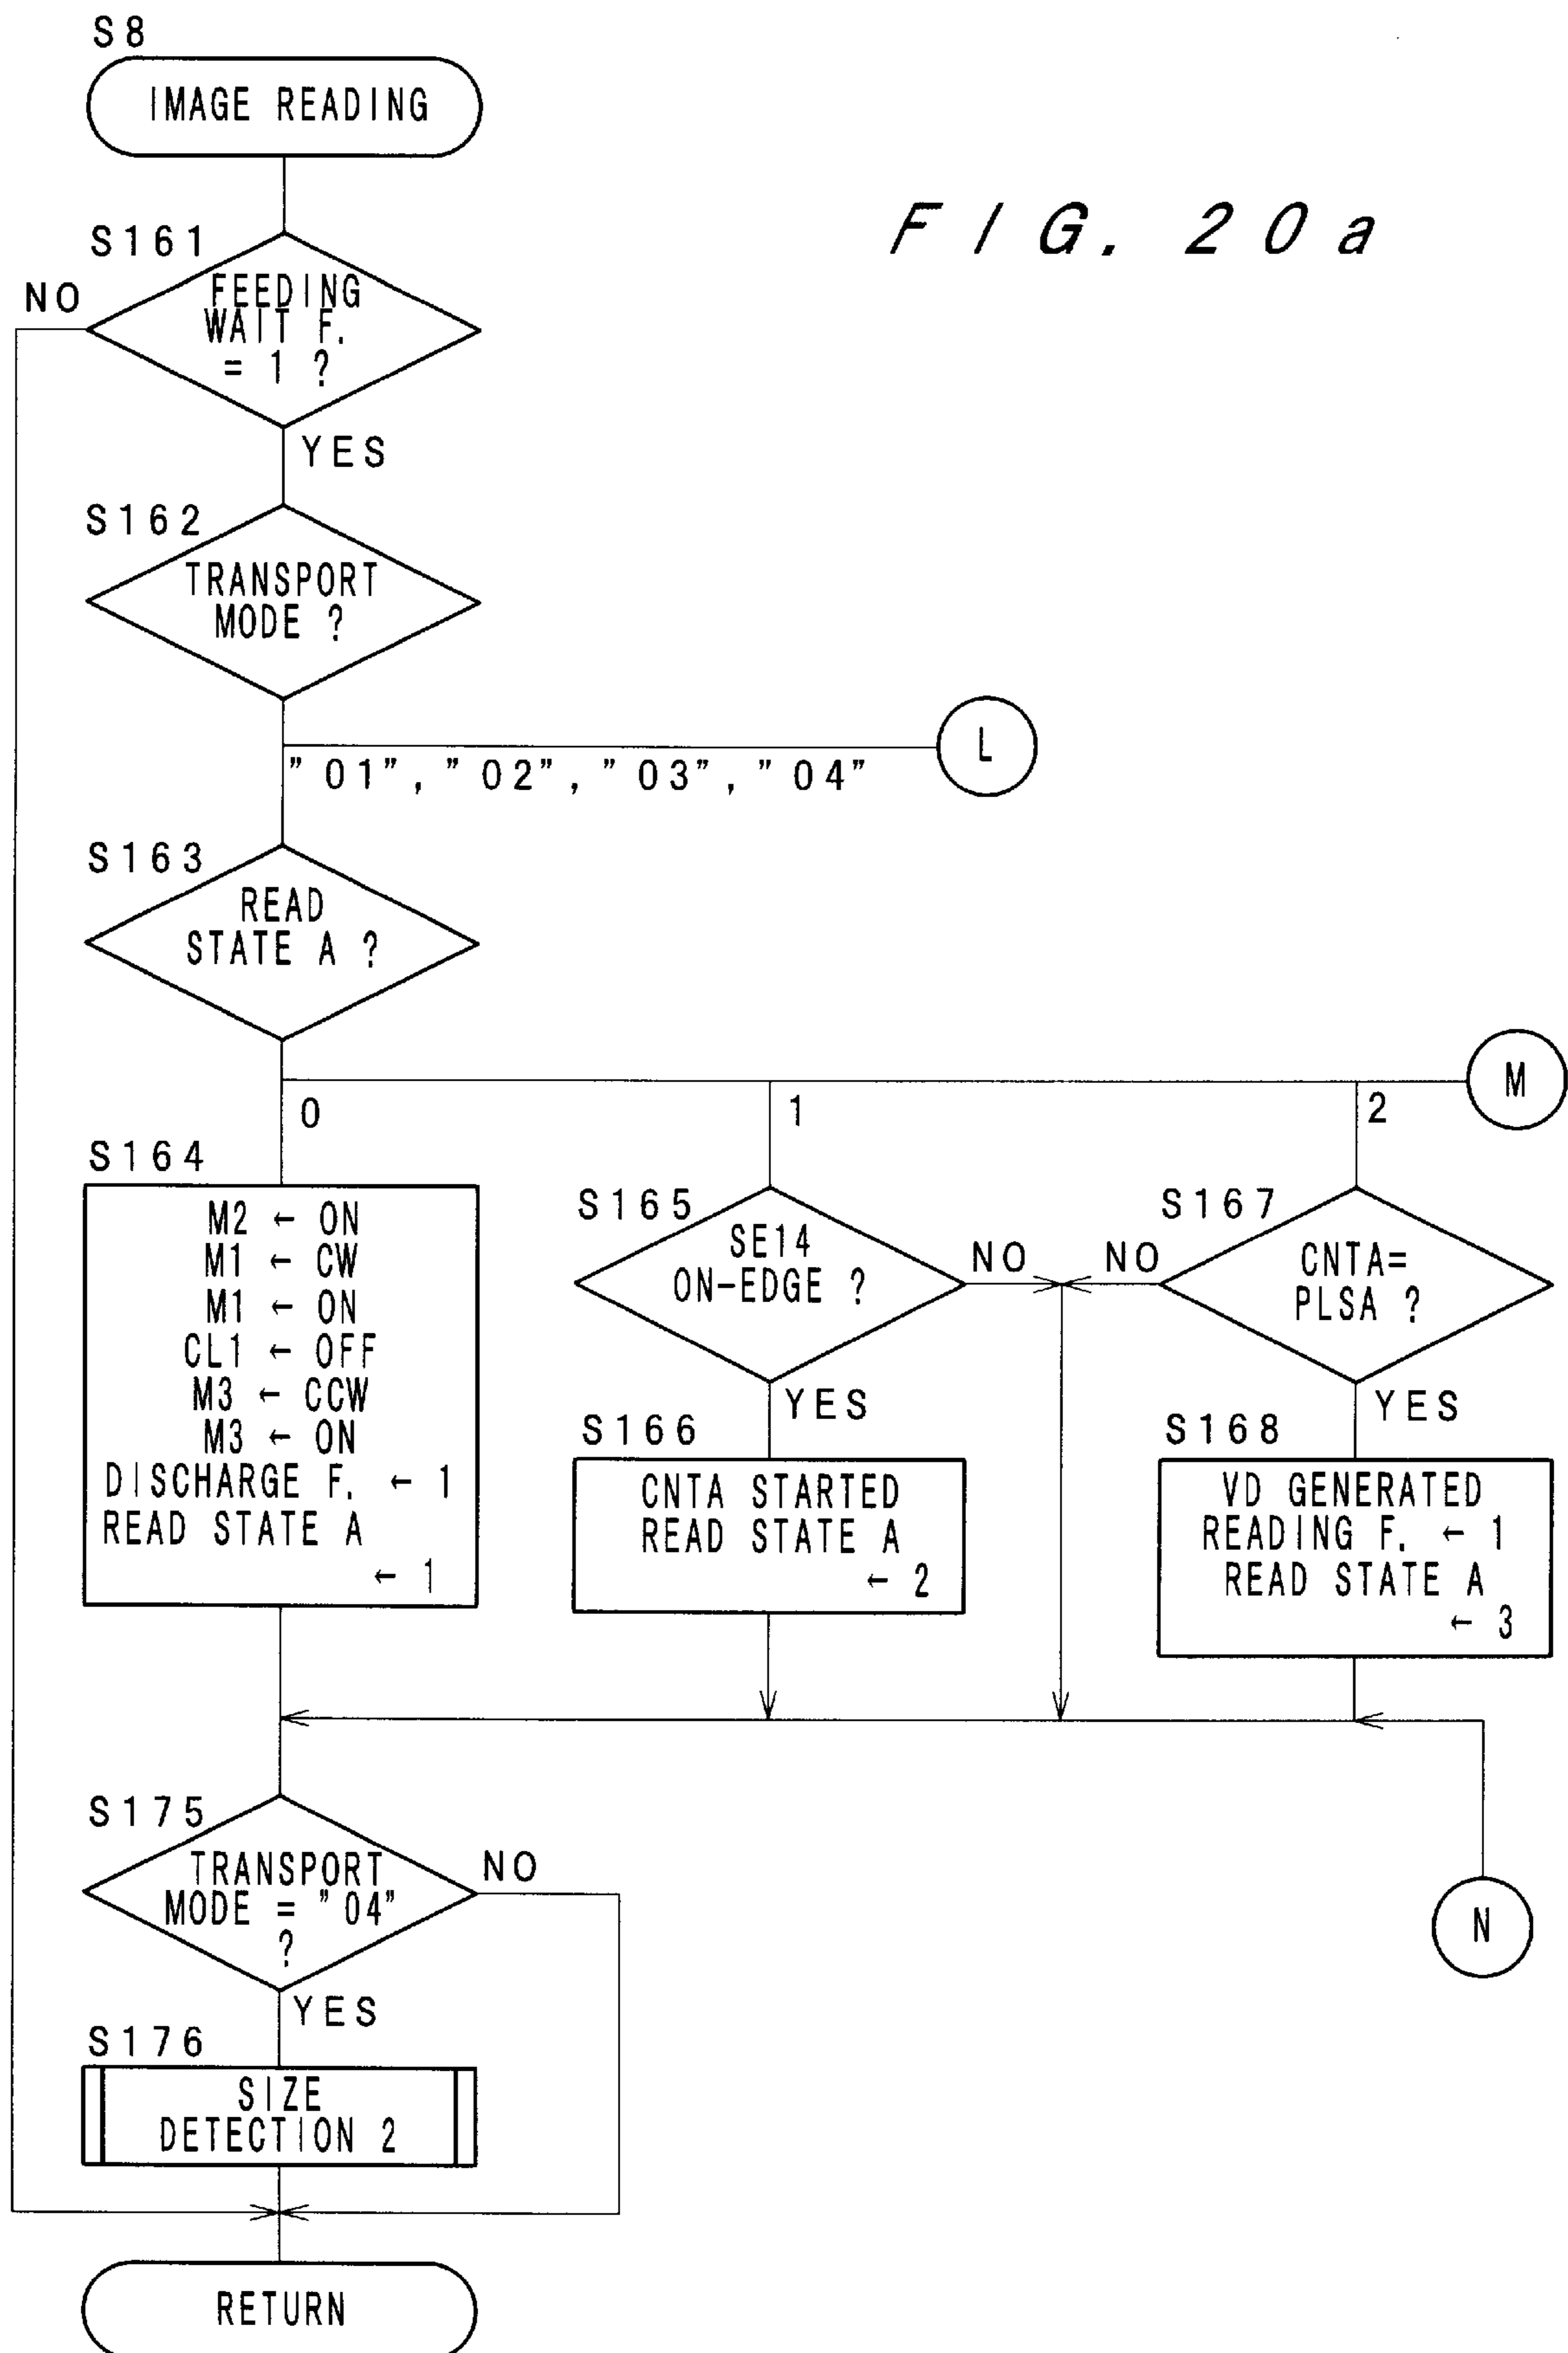 S8
IMAGE READING
FIG. 20a
S161
NO
FEEDING
WAIT F.
= 1 ?
YES
S162
TRANSPORT
MODE ?
L
" 01", " 02", " 03", " 04"
S163
READ
STATE A ?
M
0
1
2
S164
M2 ← ON
M1 ← CW
M1 ← ON
CL1 ← OFF
M3 ← CCW
M3 ← ON
DISCHARGE F. ← 1
READ STATE A
← 1
S165
SE14
ON-EDGE ?
NO
YES
S166
CNTA STARTED
READ STATE A
← 2
S167
NO
CNTA=
PLSA ?
YES
S168
VD GENERATED
READING F. ← 1
READ STATE A
← 3
S175
TRANSPORT
MODE = " 04"
?
NO
N
YES
S176
SIZE
DETECTION 2
RETURN